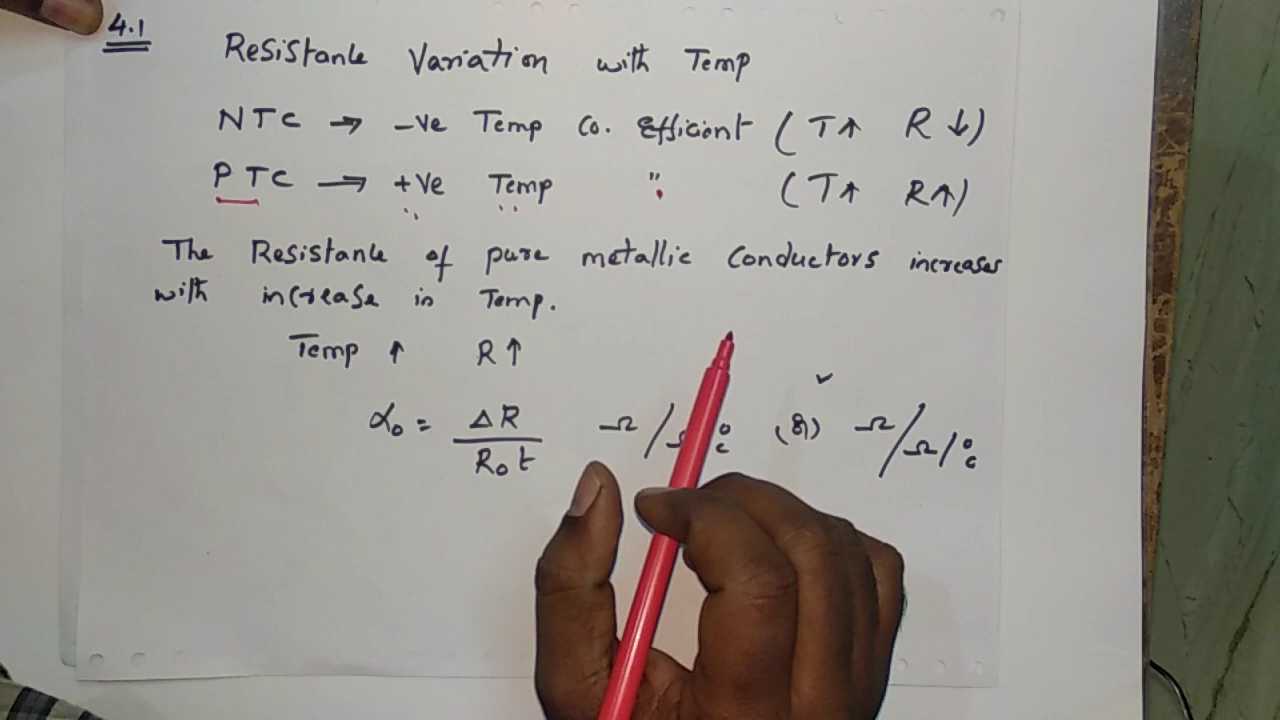 4.1 Resistance Variation with Temp
NTC → -ve Temp Co. Efficient ( T↑ R↓)
PTC → +ve Temp " ( T↑ R↑)
The Resistance of pure metallic conductors increases
with increase in Temp.
Temp ↑ R↑
α₀ = ΔR / R₀t Ω/Ω °c (or) Ω/Ω/°c